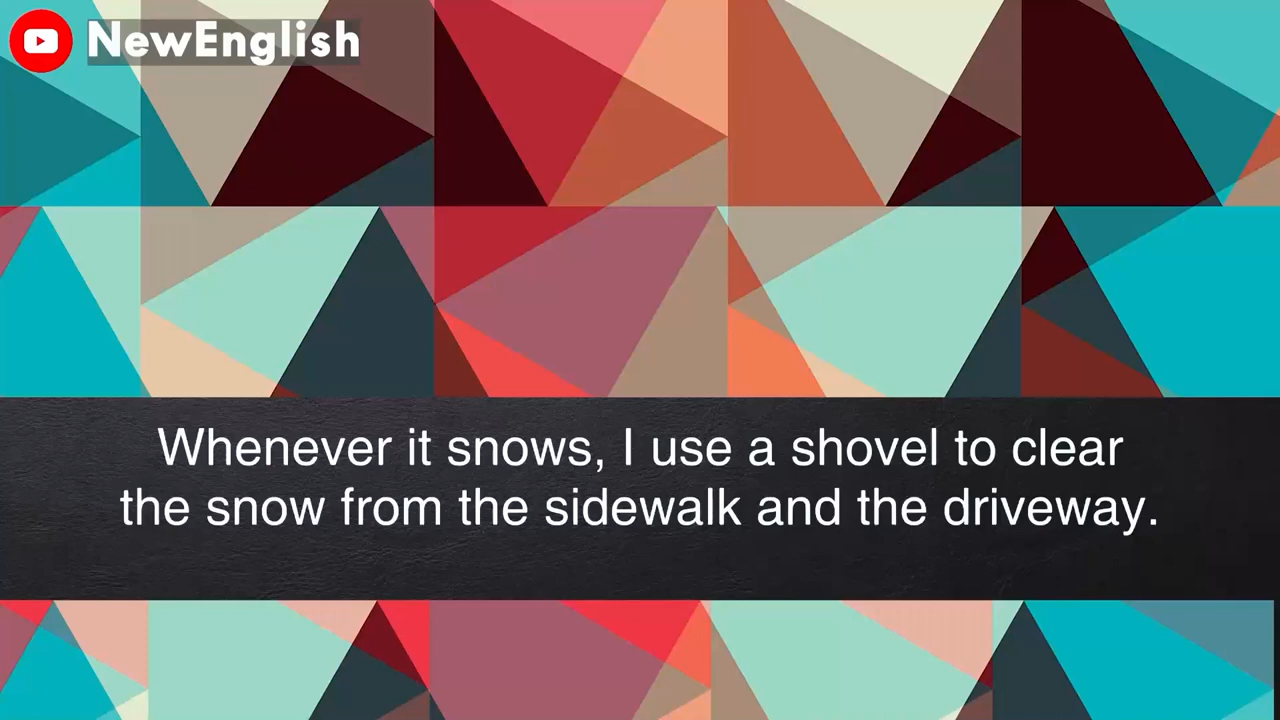 NewEnglish
Whenever it snows, I use a shovel to clear
the snow from the sidewalk and the driveway.